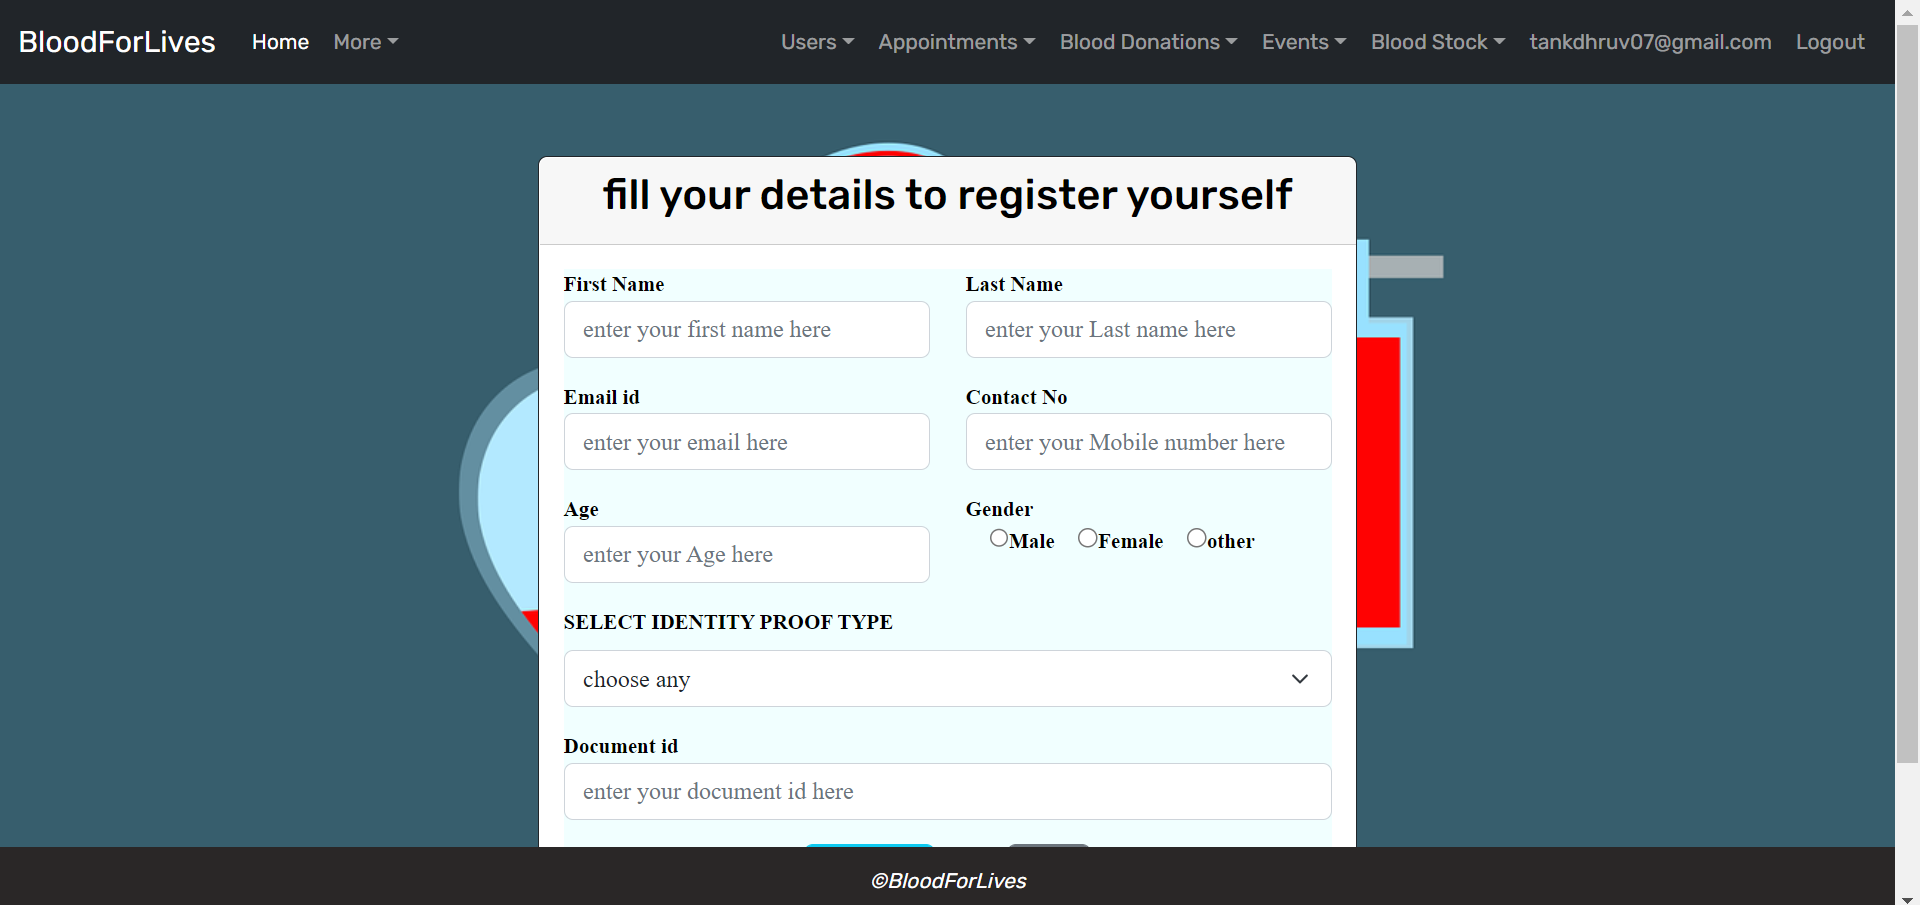 BloodForLives Home More Users Appointments Blood Donations Events Blood Stock tankdhruv07@gmail.com Logout
fill your details to register yourself
First Name Last Name
enter your first name here enter your Last name here
Email id Contact No
enter your email here enter your Mobile number here
Age Gender
Male Female other
enter your Age here
SELECT IDENTITY PROOF TYPE
choose any
Document id
enter your document id here
©BloodForLives